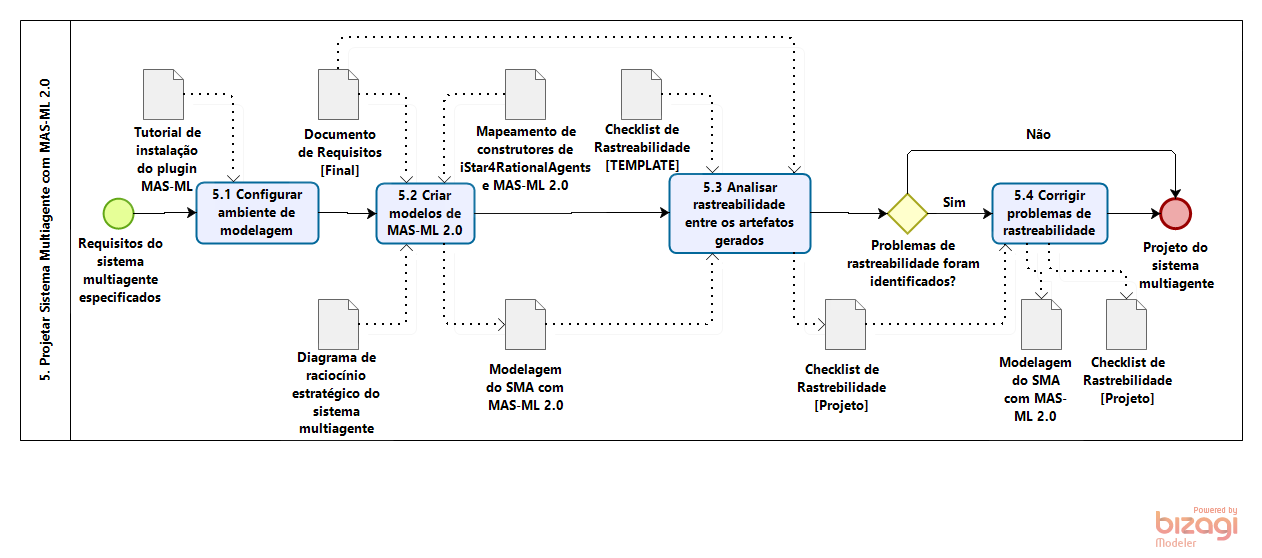 5. Projetar Sistema Multiagente com MAS-ML 2.0
Requisitos do
sistema
multiagente
especificados
Tutorial de
instalação
do plugin
MAS-ML
5.1 Configurar
ambiente de
modelagem
Documento
de Requisitos
[Final]
Mapeamento de
construtores de
iStar4RationalAgents
e MAS-ML 2.0
5.2 Criar
modelos de
MAS-ML 2.0
Diagrama de
raciocínio
estratégico do
sistema
multiagente
Modelagem
do SMA com
MAS-ML 2.0
Checklist de
Rastreabilidade
[TEMPLATE]
5.3 Analisar
rastreabilidade
entre os artefatos
gerados
Checklist de
Rastrebilidade
[Projeto]
Problemas de
rastreabilidade foram
identificados?
Não
Sim
5.4 Corrigir
problemas de
rastreabilidade
Modelagem
do SMA
com MAS-
ML 2.0
Checklist de
Rastrebilidade
[Projeto]
Projeto do
sistema
multiagente
Powered by
bizagi
Modeler